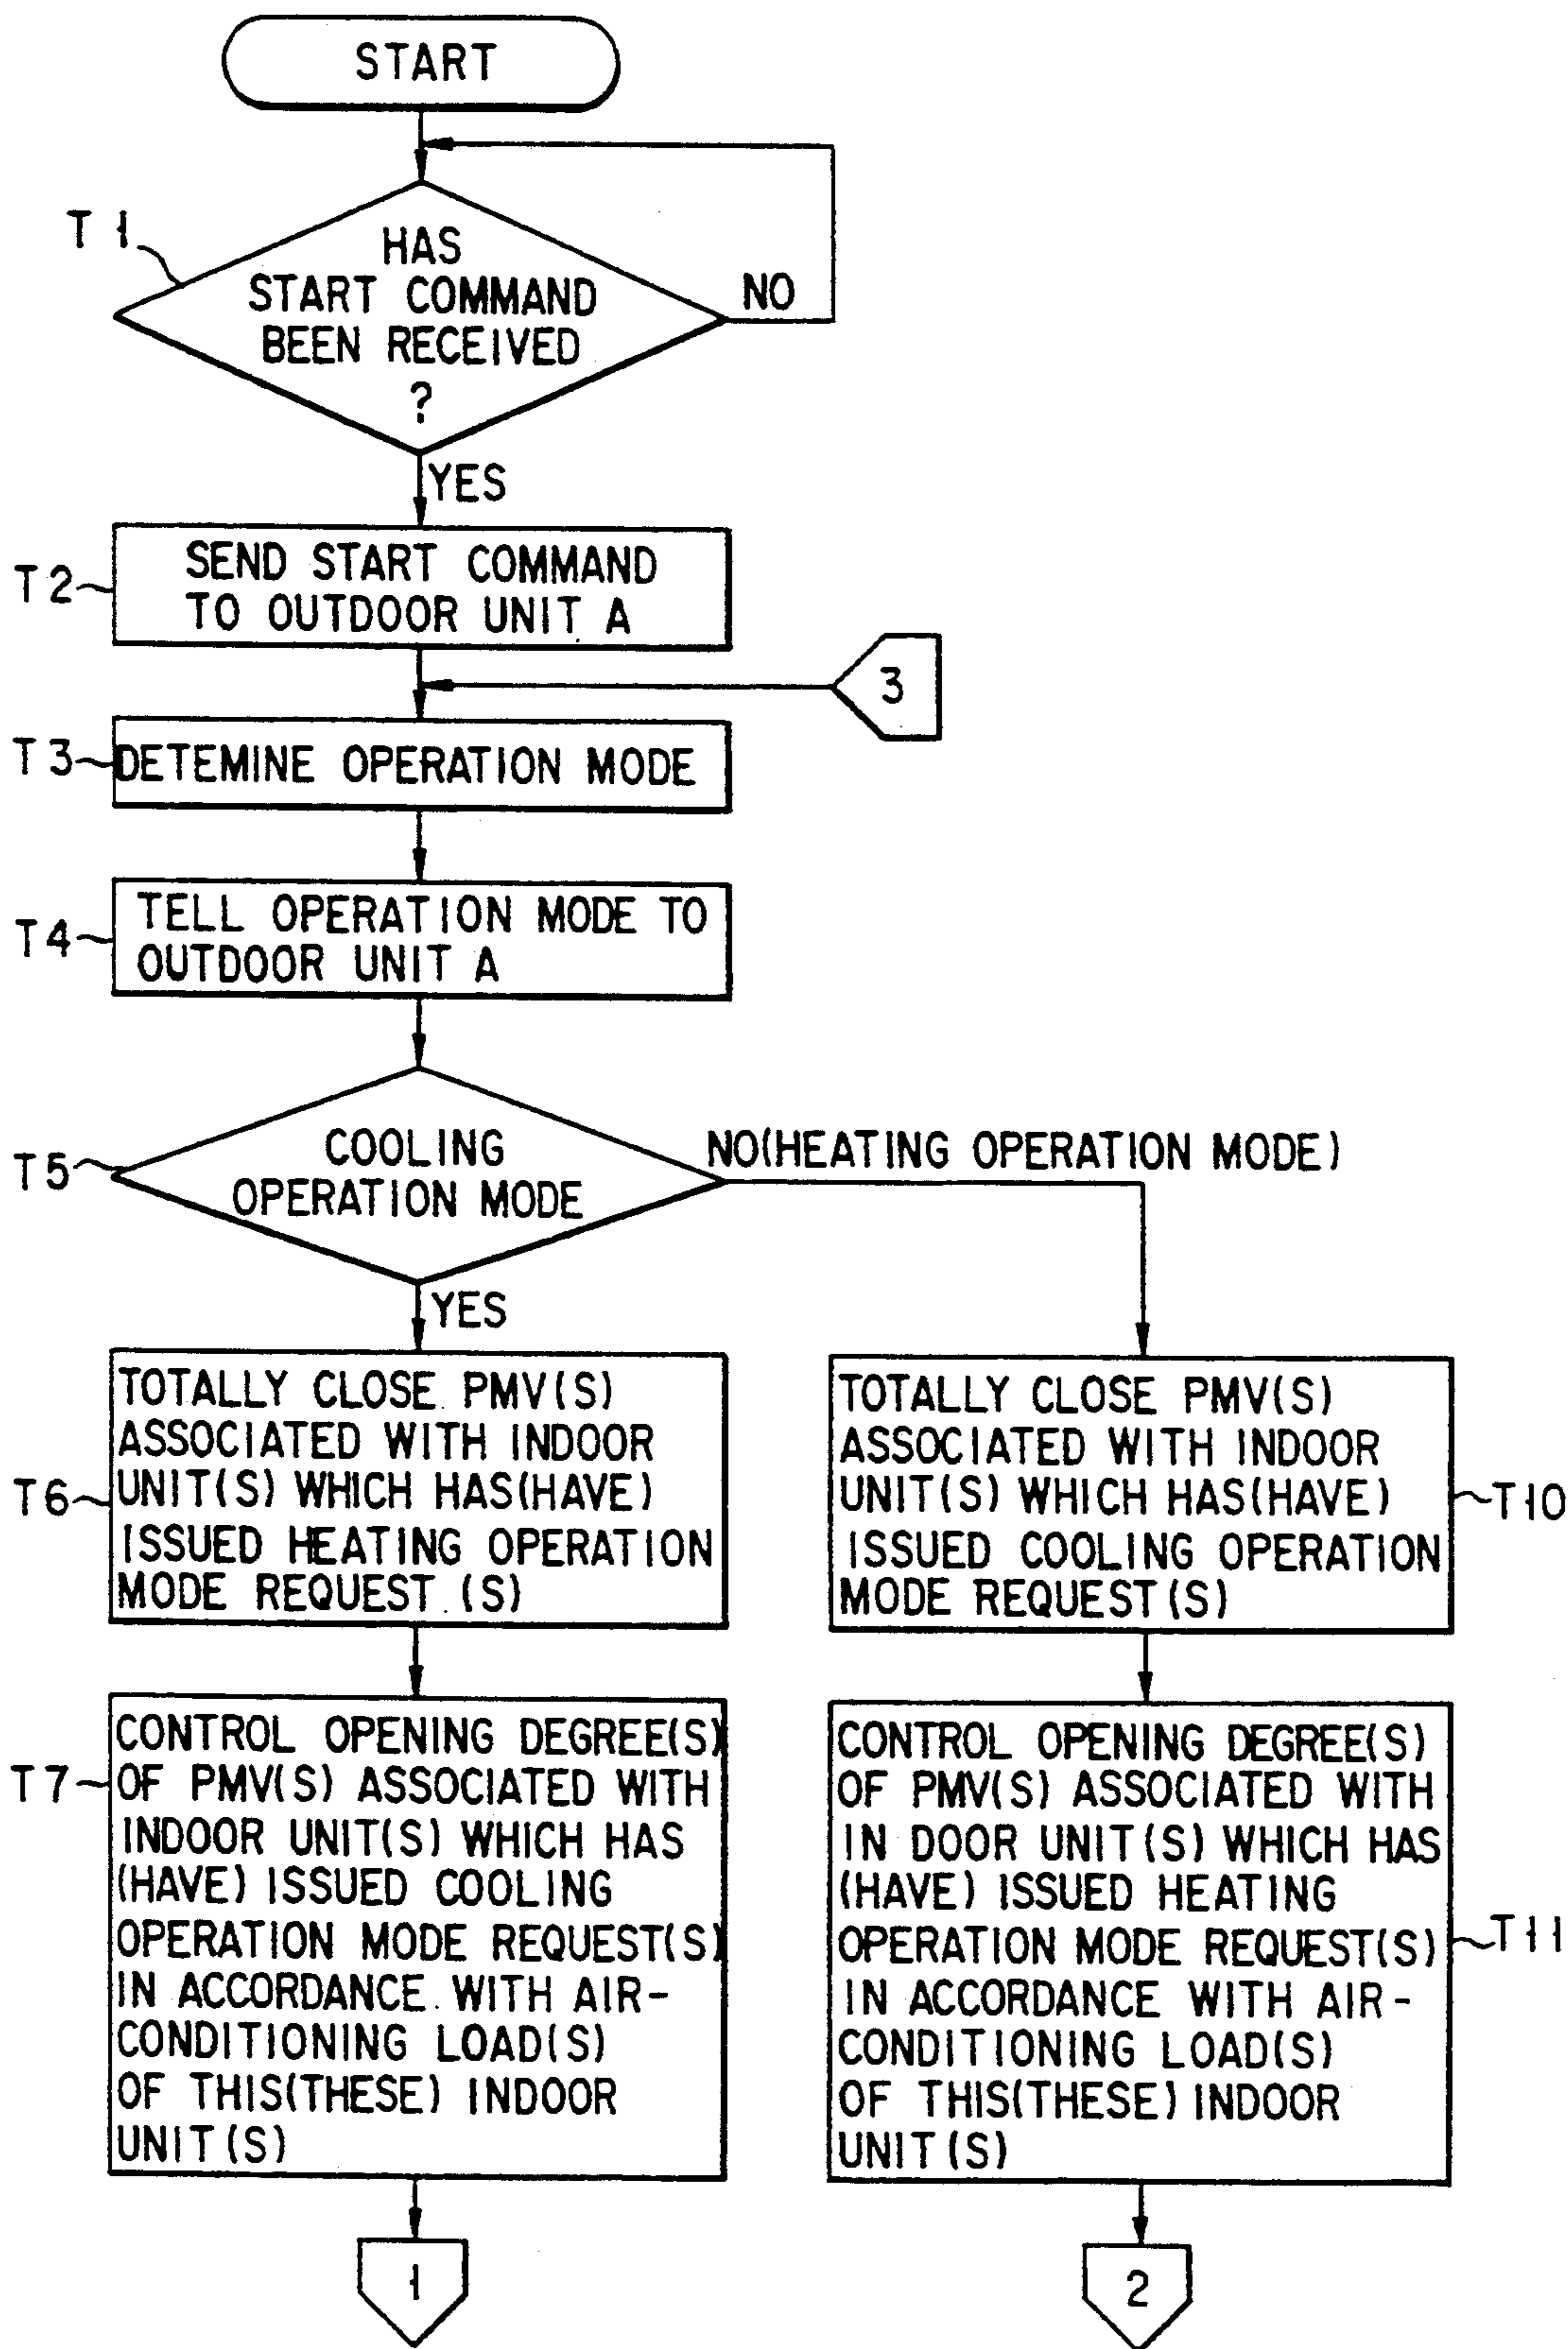 START
T1
HAS
START COMMAND
BEEN RECEIVED
?
NO
YES
T2
SEND START COMMAND
TO OUTDOOR UNIT A
3
T3
DETEMINE OPERATION MODE
T4
TELL OPERATION MODE TO
OUTDOOR UNIT A
T5
COOLING
OPERATION MODE
NO(HEATING OPERATION MODE)
YES
T6
TOTALLY CLOSE PMV(S)
ASSOCIATED WITH INDOOR
UNIT(S) WHICH HAS(HAVE)
ISSUED HEATING OPERATION
MODE REQUEST (S)
TOTALLY CLOSE PMV(S)
ASSOCIATED WITH INDOOR
UNIT(S) WHICH HAS(HAVE)
ISSUED COOLING OPERATION
MODE REQUEST(S)
T10
T7
CONTROL OPENING DEGREE(S)
OF PMV(S) ASSOCIATED WITH
INDOOR UNIT(S) WHICH HAS
(HAVE) ISSUED COOLING
OPERATION MODE REQUEST(S)
IN ACCORDANCE WITH AIR-
CONDITIONING LOAD(S)
OF THIS(THESE) INDOOR
UNIT(S)
CONTROL OPENING DEGREE(S)
OF PMV(S) ASSOCIATED WITH
IN DOOR UNIT(S) WHICH HAS
(HAVE) ISSUED HEATING
OPERATION MODE REQUEST(S)
IN ACCORDANCE WITH AIR-
CONDITIONING LOAD(S)
OF THIS(THESE) INDOOR
UNIT(S)
T11
1
2